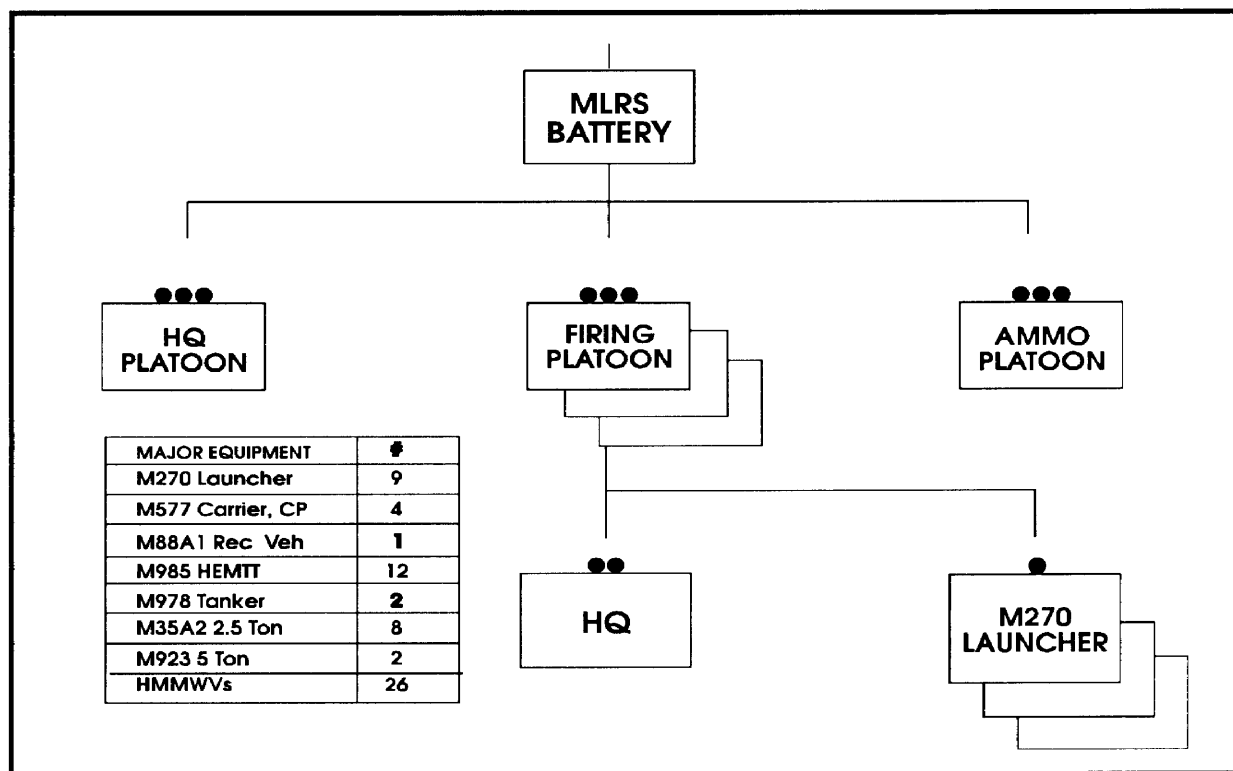 MLRS
BATTERY
HQ
PLATOON
FIRING
PLATOON
AMMO
PLATOON
MAJOR EQUIPMENT #
M270 Launcher 9
M577 Carrier, CP 4
M88A1 Rec Veh 1
M985 HEMTT 12
M978 Tanker 2
M35A2 2.5 Ton 8
M923 5 Ton 2
HMMWVs 26
HQ
M270
LAUNCHER